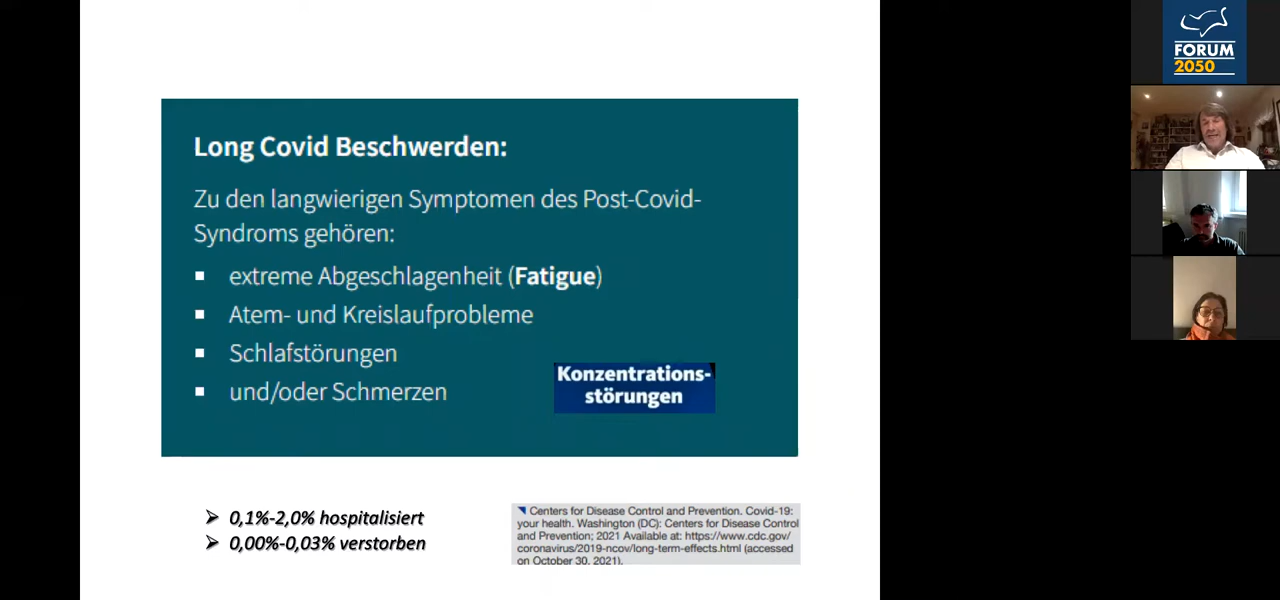 Long Covid Beschwerden:
Zu den langwierigen Symptomen des Post-Covid-
Syndroms gehören:
▪ extreme Abgeschlagenheit (Fatigue)
▪ Atem- und Kreislaufprobleme
▪ Schlafstörungen
▪ und/oder Schmerzen
Konzentrations-
störungen
➢ 0,1%-2,0% hospitalisiert
➢ 0,00%-0,03% verstorben
Centers for Disease Control and Prevention. Covid-19:
your health. Washington (DC): Centers for Disease Control
and Prevention; 2021 Available at: https://www.cdc.gov/
coronavirus/2019-ncov/long-term-effects.html (accessed
on October 30, 2021).
FORUM
2050